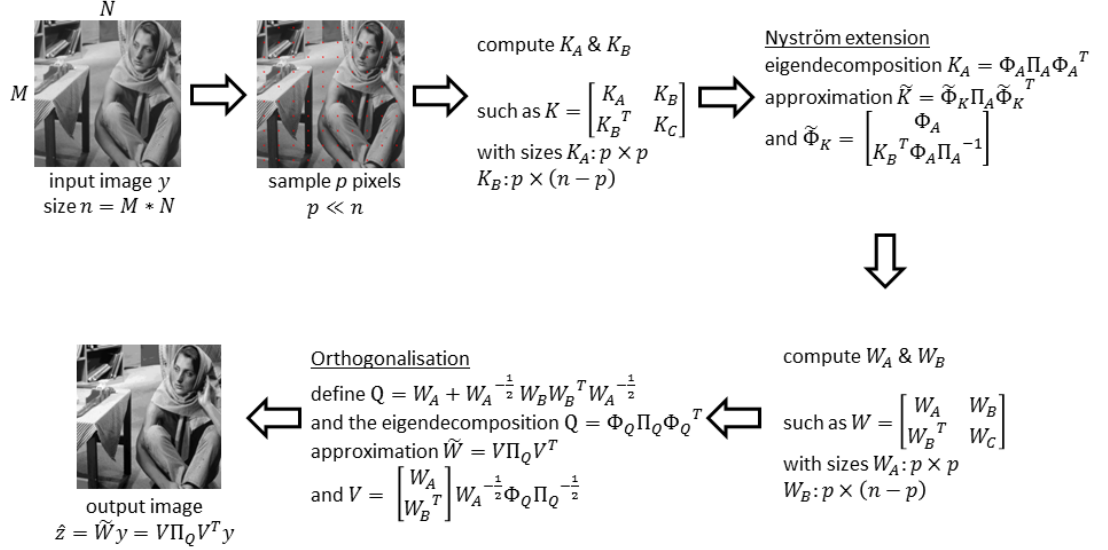 N
M
input image y
size n = M ∗ N
sample p pixels
p ≪ n
compute K_A & K_B
such as K = [K_A K_B; K_B^T K_C]
with sizes K_A: p × p
K_B: p × (n − p)
Nyström extension
eigendecomposition K_A = Φ_A Π_A Φ_A^T
approximation K̃ = Φ̃_K Π_A Φ̃_K^T
and Φ̃_K = [Φ_A; K_B^T Φ_A Π_A^{−1}]
compute W_A & W_B
such as W = [W_A W_B; W_B^T W_C]
with sizes W_A: p × p
W_B: p × (n − p)
Orthogonalisation
define Q = W_A + W_A^{−1/2} W_B W_B^T W_A^{−1/2}
and the eigendecomposition Q = Φ_Q Π_Q Φ_Q^T
approximation W̃ = V Π_Q V^T
and V = [W_A; W_B^T] W_A^{−1/2} Φ_Q Π_Q^{−1/2}
output image
ẑ = W̃y = V Π_Q V^T y